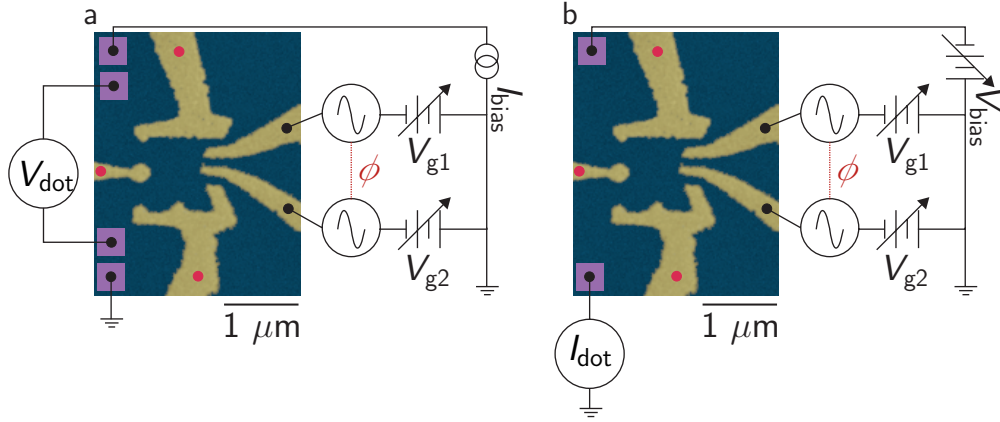 a
I bias
V dot
V g1
ϕ
V g2
1 μm
b
V bias
V g1
ϕ
V g2
1 μm
I dot